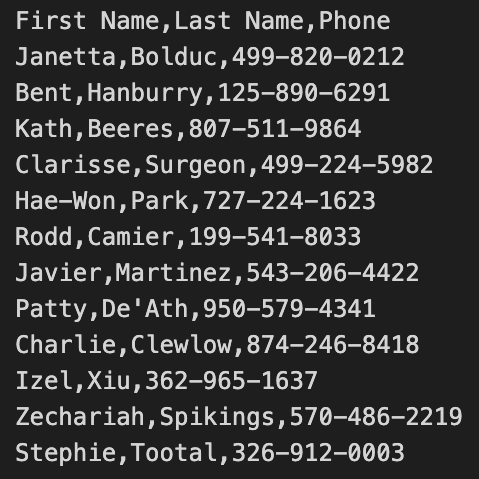 First Name,Last Name,Phone
Janetta,Bolduc,499-820-0212
Bent,Hanburry,125-890-6291
Kath,Beeres,807-511-9864
Clarisse,Surgeon,499-224-5982
Hae-Won,Park,727-224-1623
Rodd,Camier,199-541-8033
Javier,Martinez,543-206-4422
Patty,De'Ath,950-579-4341
Charlie,Clewlow,874-246-8418
Izel,Xiu,362-965-1637
Zechariah,Spikings,570-486-2219
Stephie,Tootal,326-912-0003